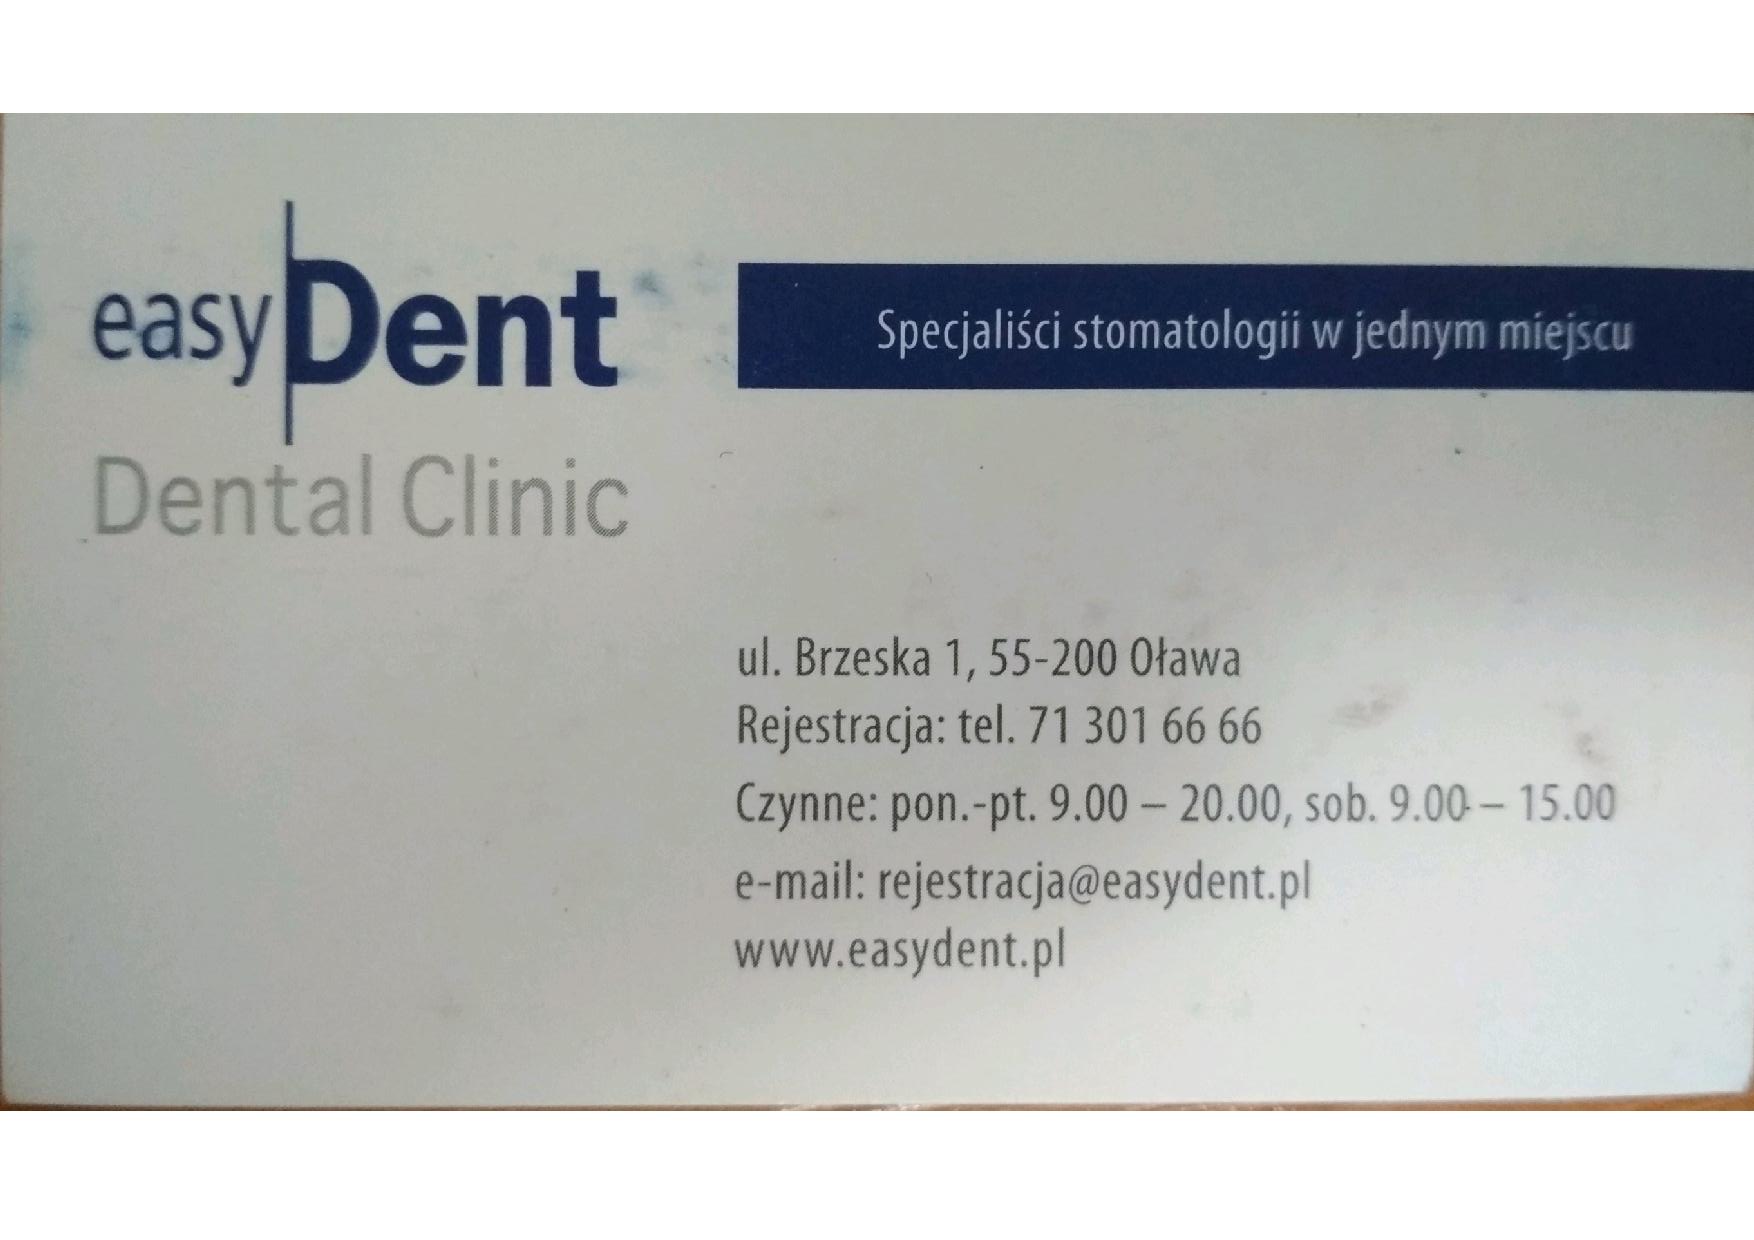 easyDent
Dental Clinic
Specjaliści stomatologii w jednym miejscu
ul. Brzeska 1, 55-200 Oława
Rejestracja: tel. 71 301 66 66
Czynne: pon.-pt. 9.00 – 20.00, sob. 9.00 – 15.00
e-mail: rejestracja@easydent.pl
www.easydent.pl